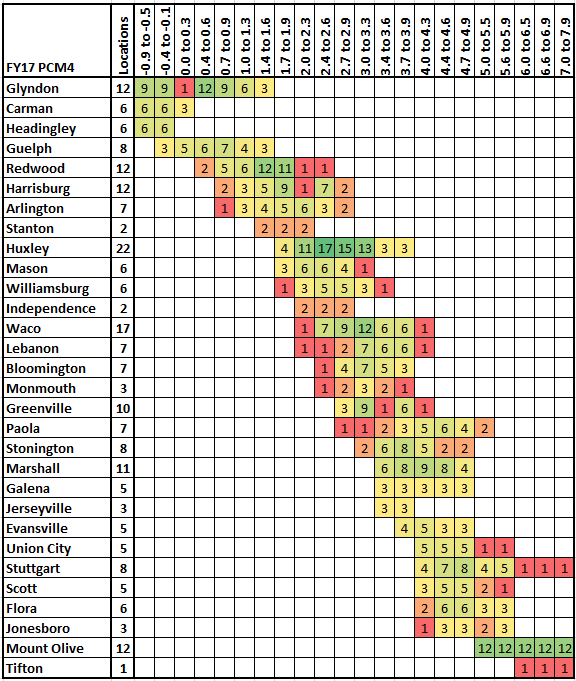 FY17 PCM4 Locations -0.9 to -0.5 -0.4 to -0.1 0.0 to 0.3 0.4 to 0.6 0.7 to 0.9 1.0 to 1.3 1.4 to 1.6 1.7 to 1.9 2.0 to 2.3 2.4 to 2.6 2.7 to 2.9 3.0 to 3.3 3.4 to 3.6 3.7 to 3.9 4.0 to 4.3 4.4 to 4.6 4.7 to 4.9 5.0 to 5.5 5.6 to 5.9 6.0 to 6.5 6.6 to 6.9 7.0 to 7.9
Glyndon 12 9 9 1 12 9 6 3
Carman 6 6 6 3
Headingley 6 6 6
Guelph 8 3 5 6 7 4 3
Redwood 12 2 5 6 12 11 1 1
Harrisburg 12 2 3 5 9 1 7 2
Arlington 7 1 3 4 5 6 3 2
Stanton 2 2 2 2
Huxley 22 4 11 17 15 13 3 3
Mason 6 3 6 6 4 1
Williamsburg 6 1 3 5 5 3 1
Independence 2 2 2 2
Waco 17 1 7 9 12 6 6 1
Lebanon 7 1 1 2 7 6 6 1
Bloomington 7 1 4 7 5 3
Monmouth 3 1 2 3 2 1
Greenville 10 3 9 1 6 1
Paola 7 1 1 2 3 5 6 4 2
Stonington 8 2 6 8 5 2 2
Marshall 11 6 8 9 8 4
Galena 5 3 3 3 3 3
Jerseyville 3 3 3
Evansville 5 4 5 3 3
Union City 5 5 5 5 1 1
Stuttgart 8 4 7 8 4 5 1 1 1
Scott 5 3 5 5 2 1
Flora 6 2 6 6 3 3
Jonesboro 3 1 3 3 2 3
Mount Olive 12 12 12 12 12 12
Tifton 1 1 1 1